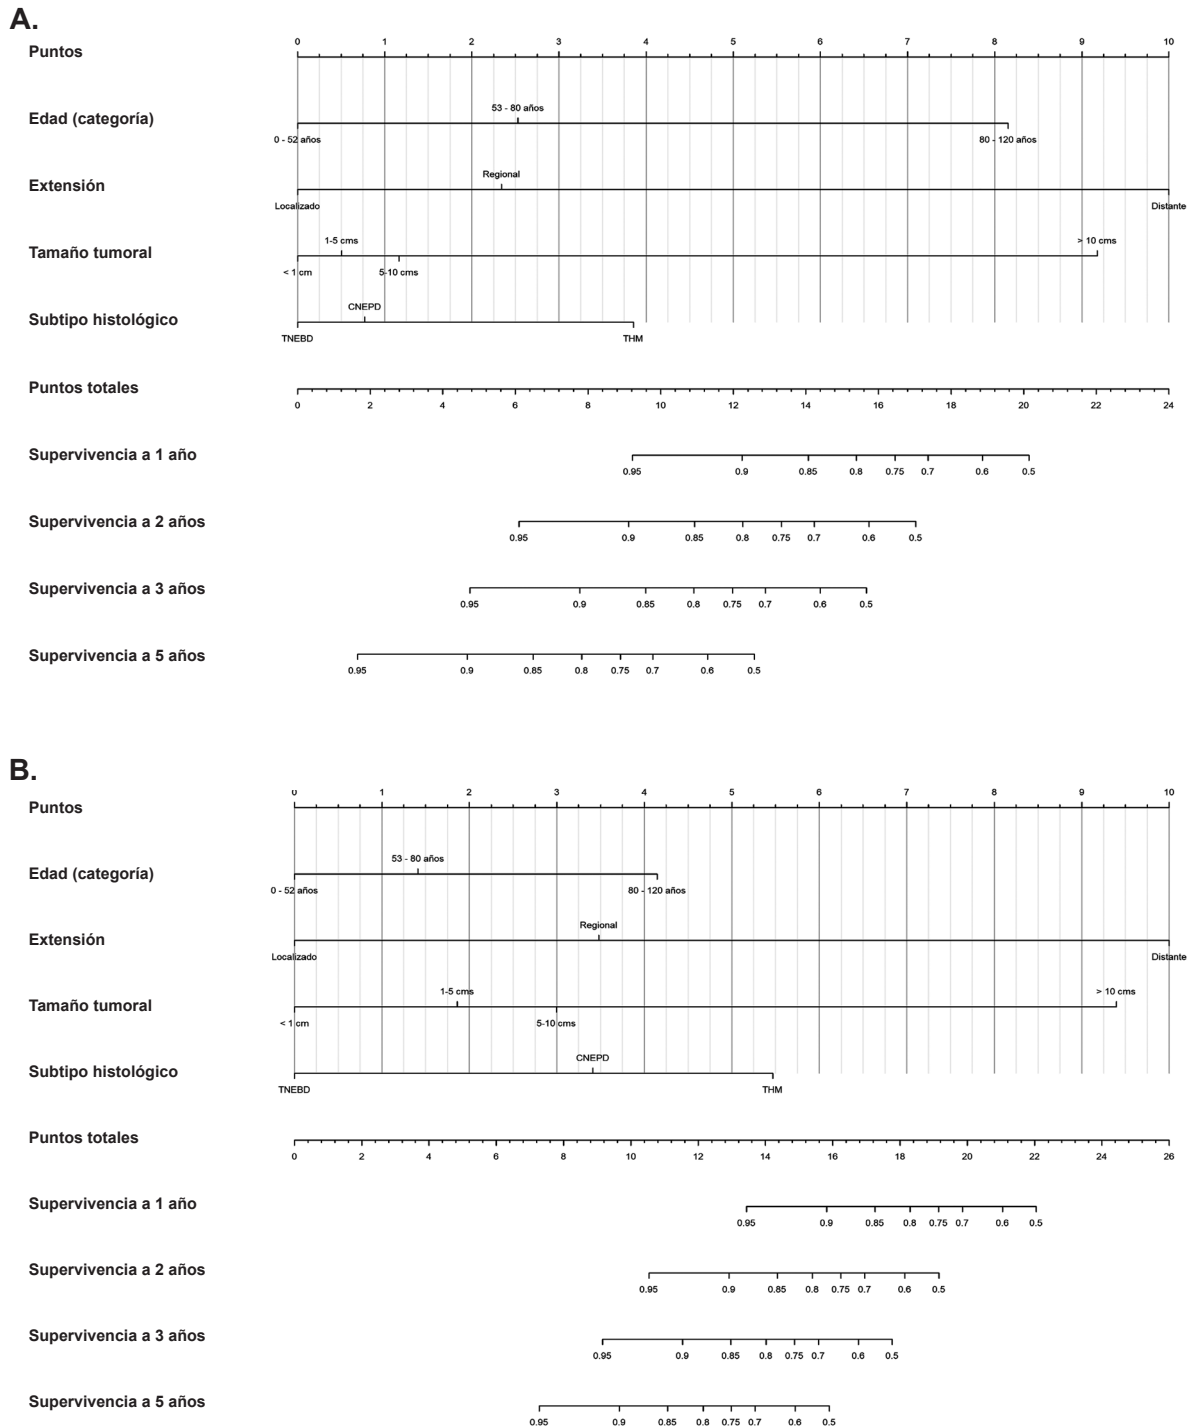 A.
Puntos
0 1 2 3 4 5 6 7 8 9 10
53 - 80 años
Edad (categoría)
0 - 52 años 80 - 120 años
Regional
Extensión
Localizado Distante
1-5 cms > 10 cms
Tamaño tumoral
< 1 cm 5-10 cms
CNEPD
Subtipo histológico
TNEBD THM
Puntos totales
0 2 4 6 8 10 12 14 16 18 20 22 24
Supervivencia a 1 año
0.95 0.9 0.85 0.8 0.75 0.7 0.6 0.5
Supervivencia a 2 años
0.95 0.9 0.85 0.8 0.75 0.7 0.6 0.5
Supervivencia a 3 años
0.95 0.9 0.85 0.8 0.75 0.7 0.6 0.5
Supervivencia a 5 años
0.95 0.9 0.85 0.8 0.75 0.7 0.6 0.5
B.
0 1 2 3 4 5 6 7 8 9 10
Puntos
53 - 80 años
Edad (categoría)
0 - 52 años 80 - 120 años
Regional
Extensión
Localizado Distante
1-5 cms > 10 cms
Tamaño tumoral
< 1 cm 5-10 cms
CNEPD
Subtipo histológico
TNEBD THM
Puntos totales
0 2 4 6 8 10 12 14 16 18 20 22 24 26
Supervivencia a 1 año
0.95 0.9 0.85 0.8 0.75 0.7 0.6 0.5
Supervivencia a 2 años
0.95 0.9 0.85 0.8 0.75 0.7 0.6 0.5
Supervivencia a 3 años
0.95 0.9 0.85 0.8 0.75 0.7 0.6 0.5
Supervivencia a 5 años
0.95 0.9 0.85 0.8 0.75 0.7 0.6 0.5